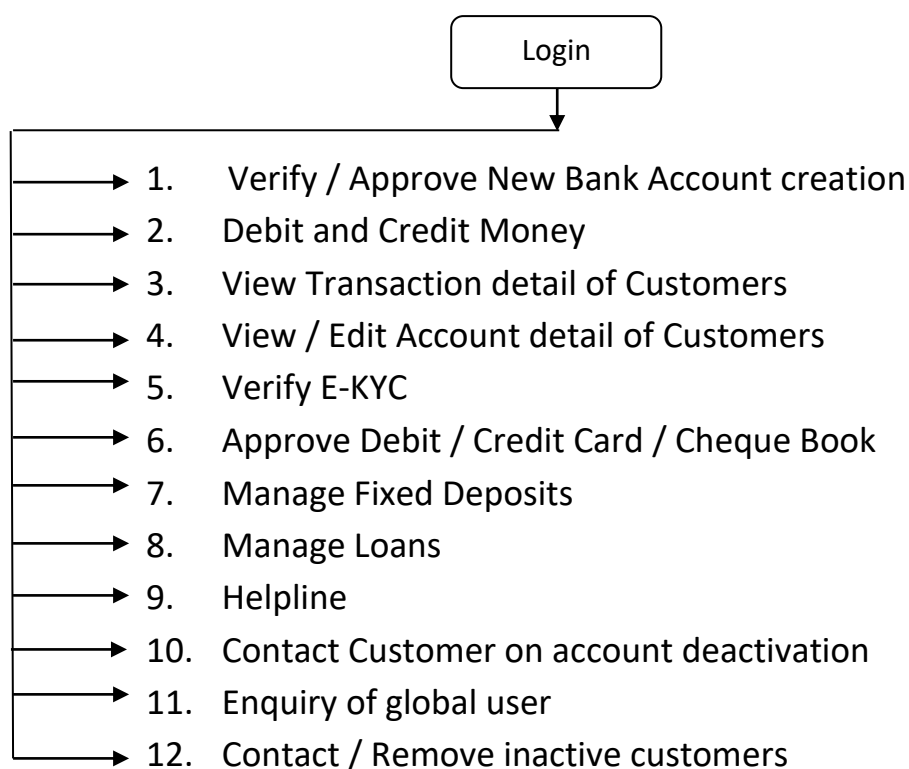 Login
1. Verify / Approve New Bank Account creation
2. Debit and Credit Money
3. View Transaction detail of Customers
4. View / Edit Account detail of Customers
5. Verify E-KYC
6. Approve Debit / Credit Card / Cheque Book
7. Manage Fixed Deposits
8. Manage Loans
9. Helpline
10. Contact Customer on account deactivation
11. Enquiry of global user
12. Contact / Remove inactive customers